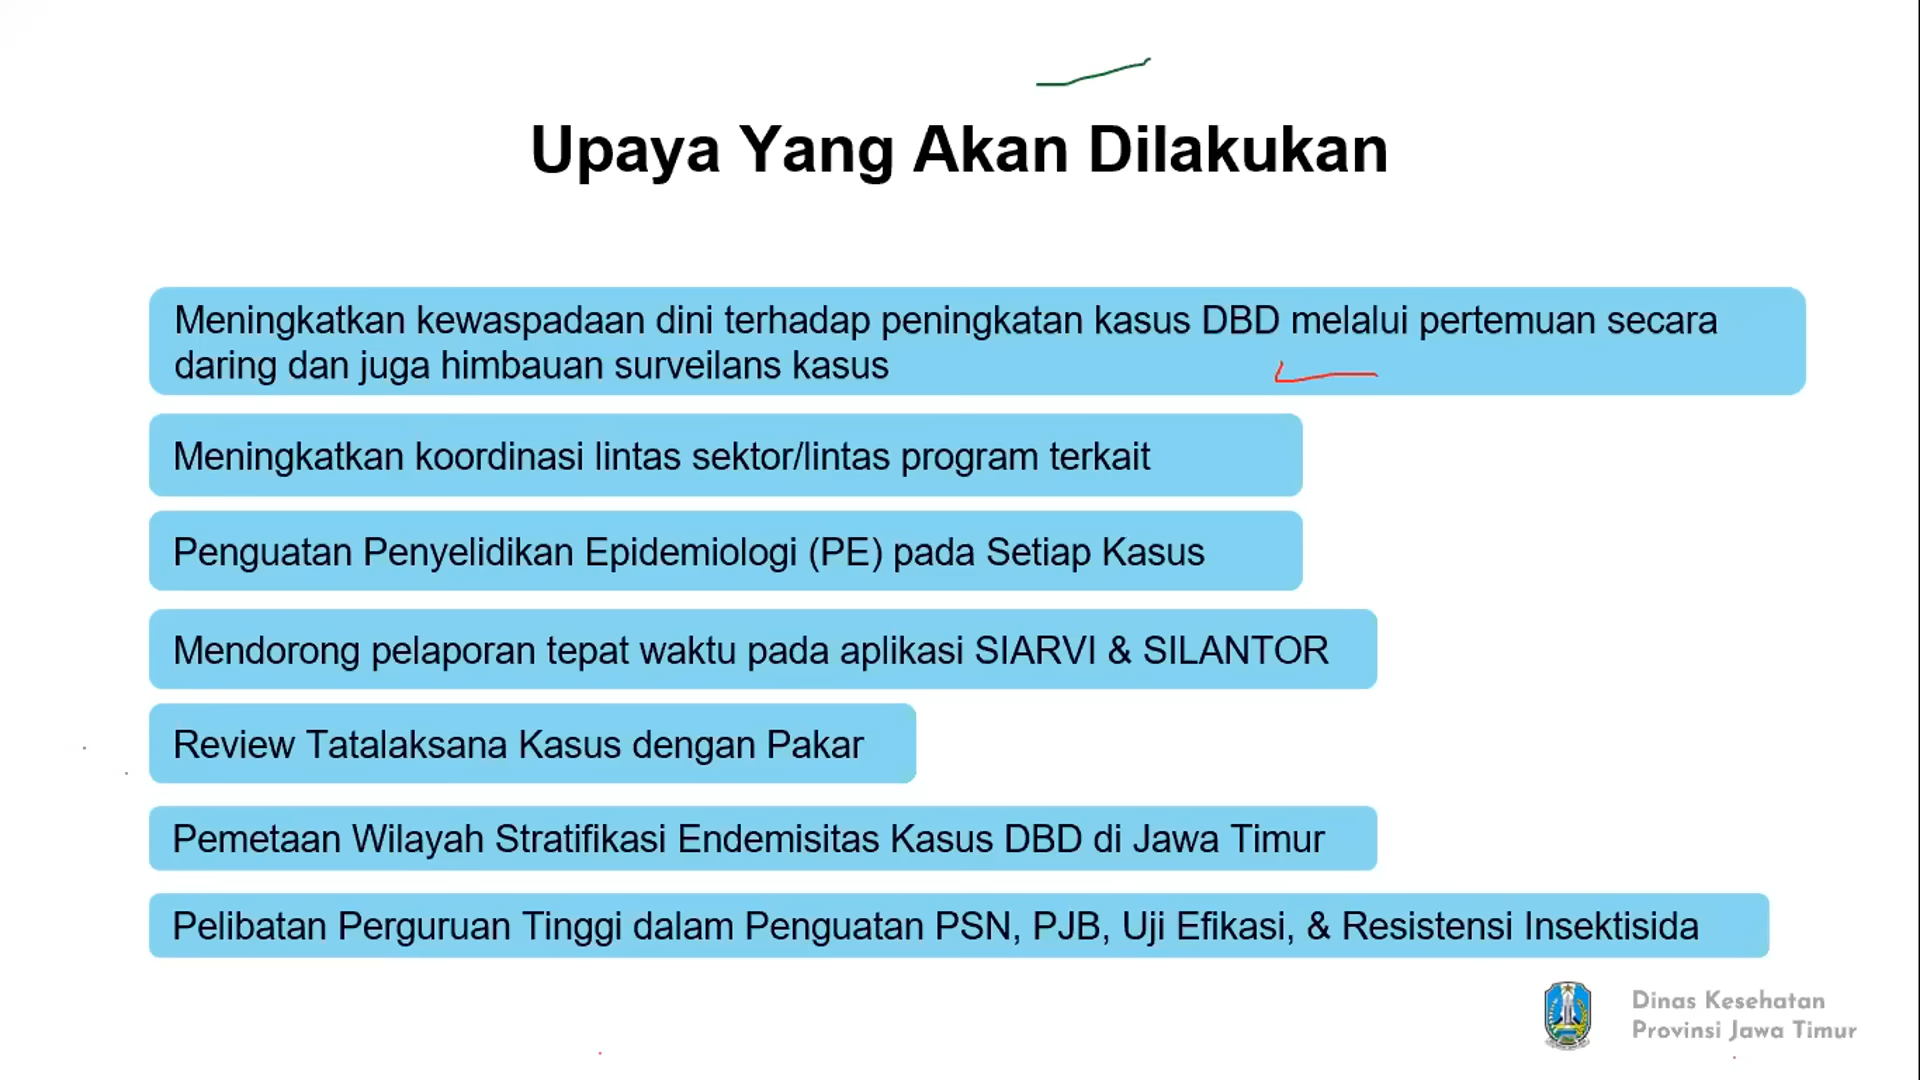 Upaya Yang Akan Dilakukan
Meningkatkan kewaspadaan dini terhadap peningkatan kasus DBD melalui pertemuan secara
daring dan juga himbauan surveilans kasus
Meningkatkan koordinasi lintas sektor/lintas program terkait
Penguatan Penyelidikan Epidemiologi (PE) pada Setiap Kasus
Mendorong pelaporan tepat waktu pada aplikasi SIARVI & SILANTOR
Review Tatalaksana Kasus dengan Pakar
Pemetaan Wilayah Stratifikasi Endemisitas Kasus DBD di Jawa Timur
Pelibatan Perguruan Tinggi dalam Penguatan PSN, PJB, Uji Efikasi, & Resistensi Insektisida
Dinas Kesehatan
Provinsi Jawa Timur